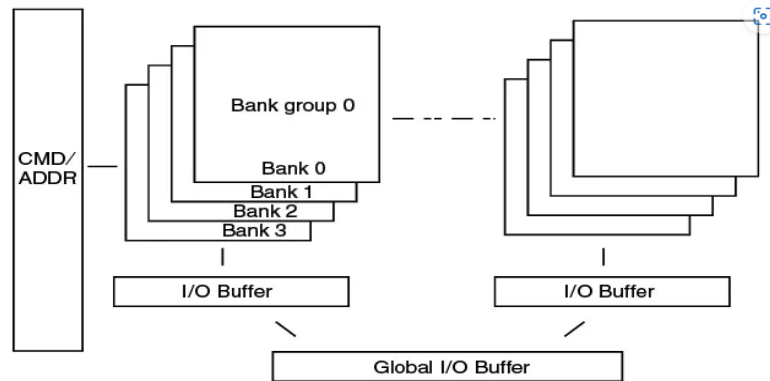 CMD/
ADDR
Bank group 0
Bank 0
Bank 1
Bank 2
Bank 3
I/O Buffer
I/O Buffer
Global I/O Buffer